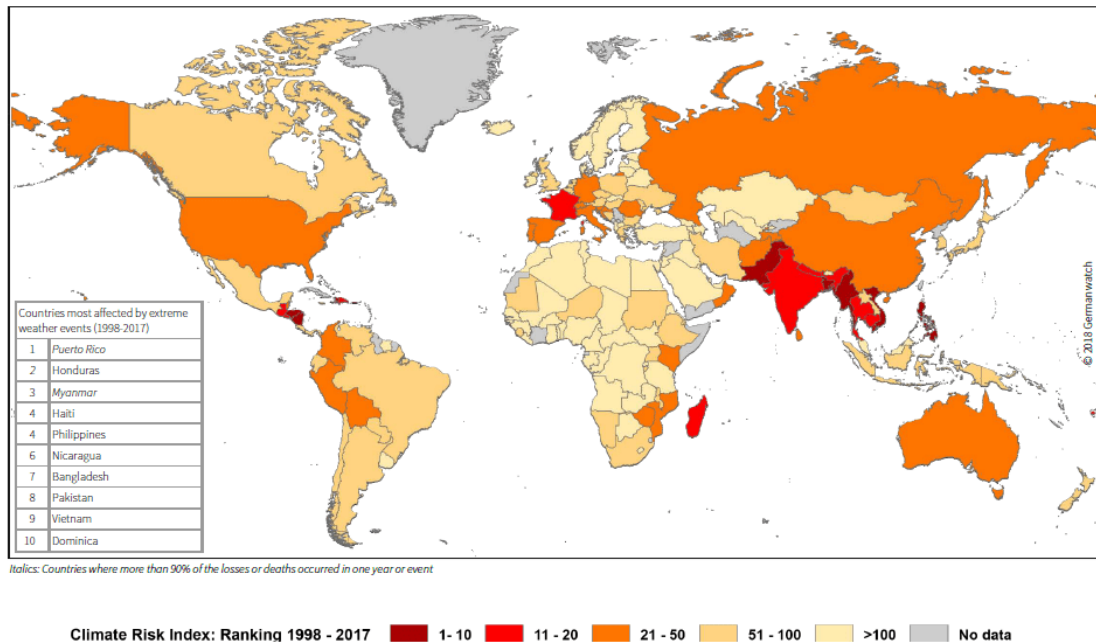 Countries most affected by extreme
weather events (1998-2017)
1 Puerto Rico
2 Honduras
3 Myanmar
4 Haiti
4 Philippines
6 Nicaragua
7 Bangladesh
8 Pakistan
9 Vietnam
10 Dominica
© 2018 Germanwatch
Italics: Countries where more than 90% of the losses or deaths occurred in one year or event
Climate Risk Index: Ranking 1998 - 2017 1- 10 11 - 20 21 - 50 51 - 100 >100 No data